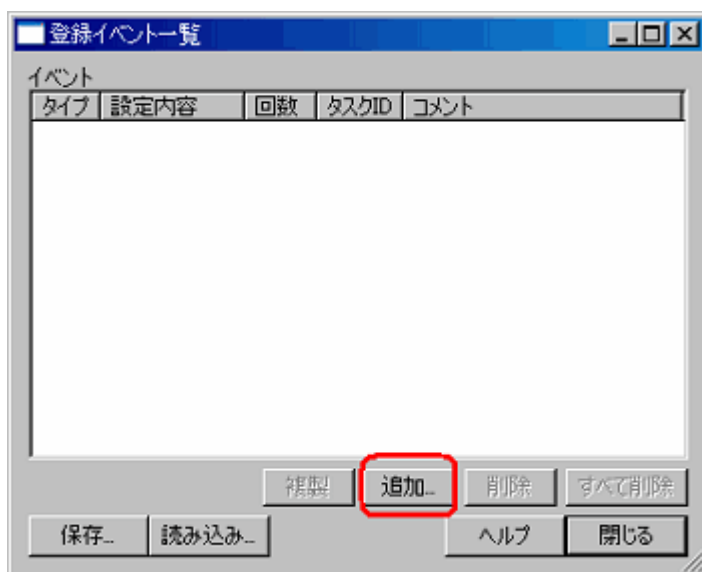 登録イベント一覧
イベント
タイプ 設定内容 回数 タスクID コメント
複製 追加... 削除 すべて削除
保存... 読み込み... ヘルプ 閉じる